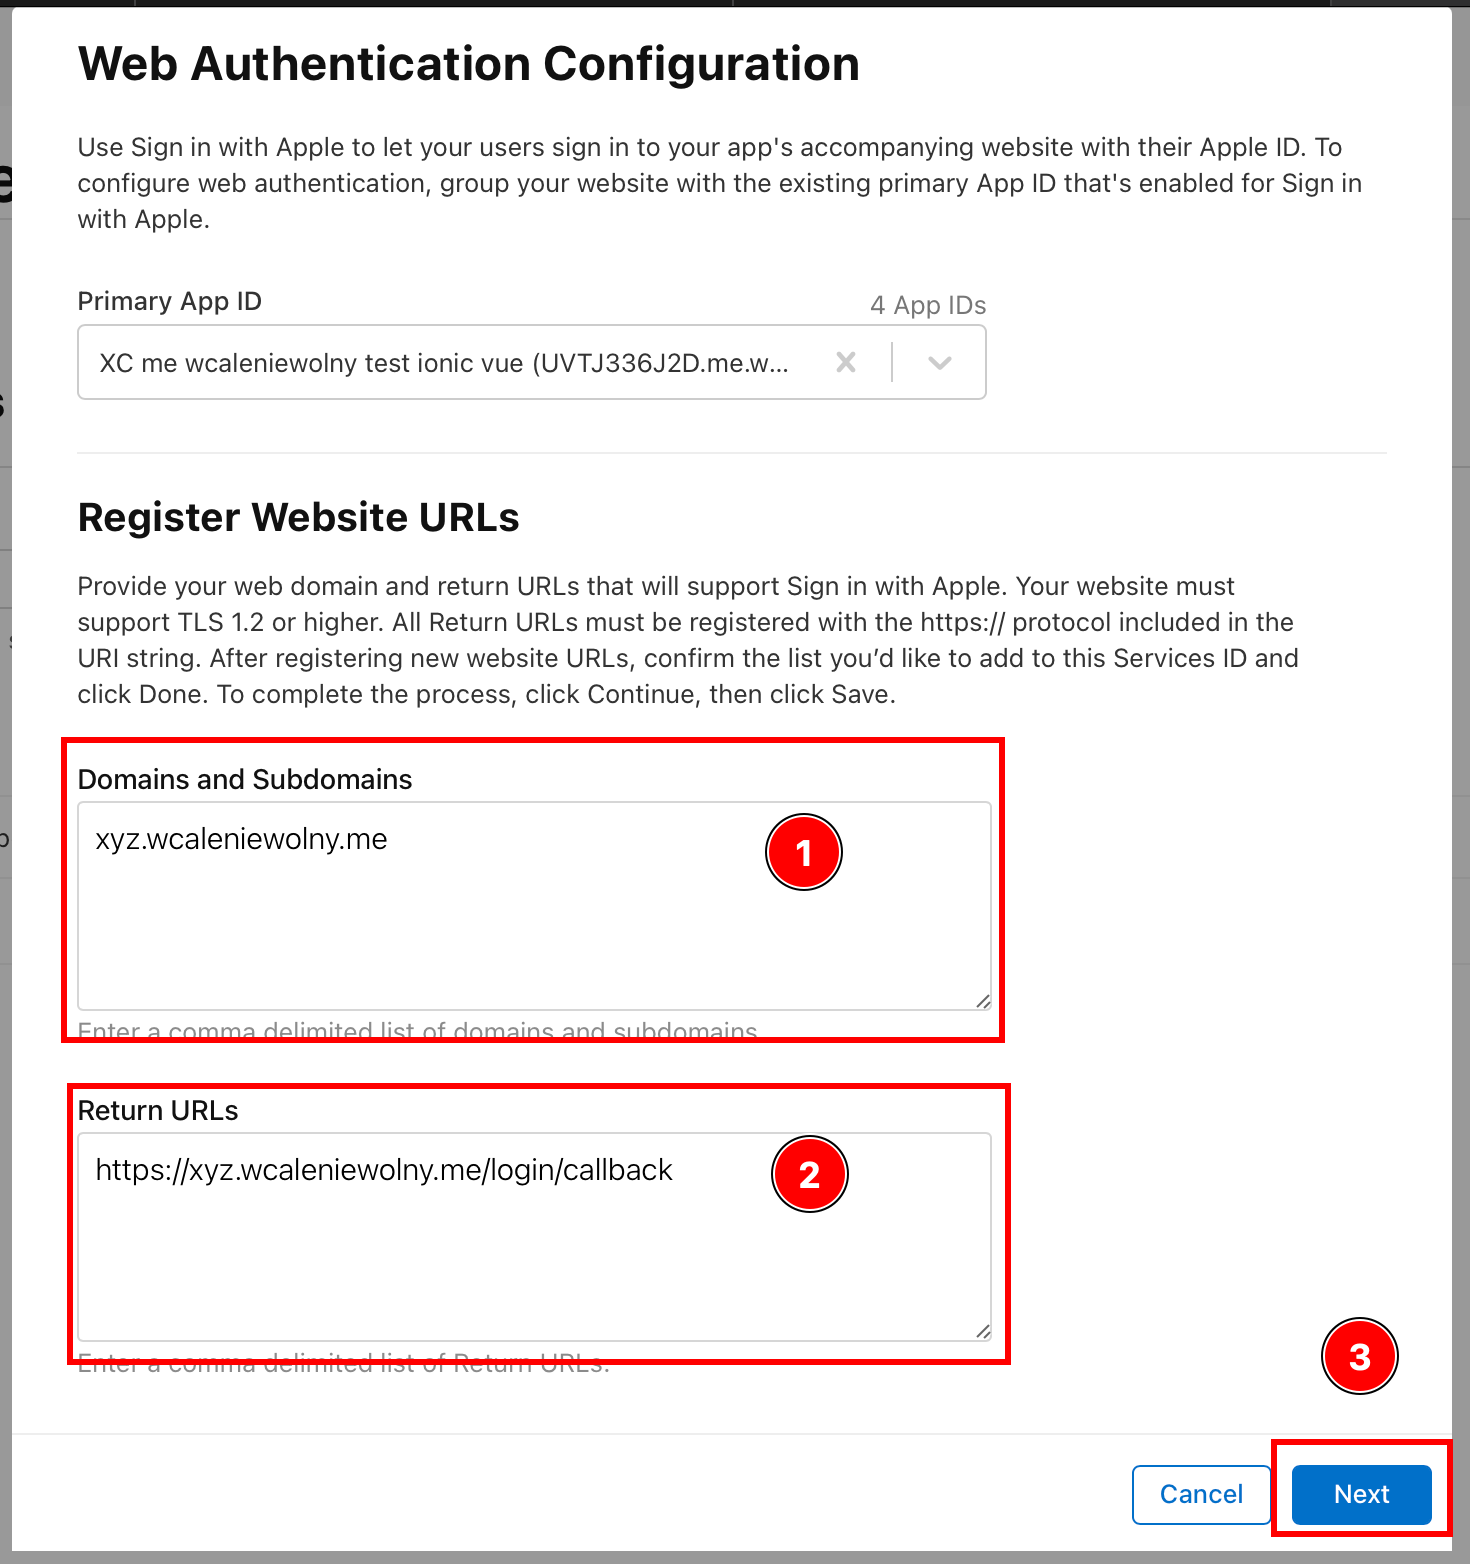 Web Authentication Configuration
Use Sign in with Apple to let your users sign in to your app's accompanying website with their Apple ID. To
configure web authentication, group your website with the existing primary App ID that's enabled for Sign in
with Apple.
Primary App ID
4 App IDs
XC me wcaleniewolny test ionic vue (UVTJ336J2D.me.w...
Register Website URLs
Provide your web domain and return URLs that will support Sign in with Apple. Your website must
support TLS 1.2 or higher. All Return URLs must be registered with the https:// protocol included in the
URI string. After registering new website URLs, confirm the list you’d like to add to this Services ID and
click Done. To complete the process, click Continue, then click Save.
Domains and Subdomains
xyz.wcaleniewolny.me
1
Enter a comma delimited list of domains and subdomains
Return URLs
https://xyz.wcaleniewolny.me/login/callback
2
Enter a comma delimited list of Return URLs.
3
Cancel
Next